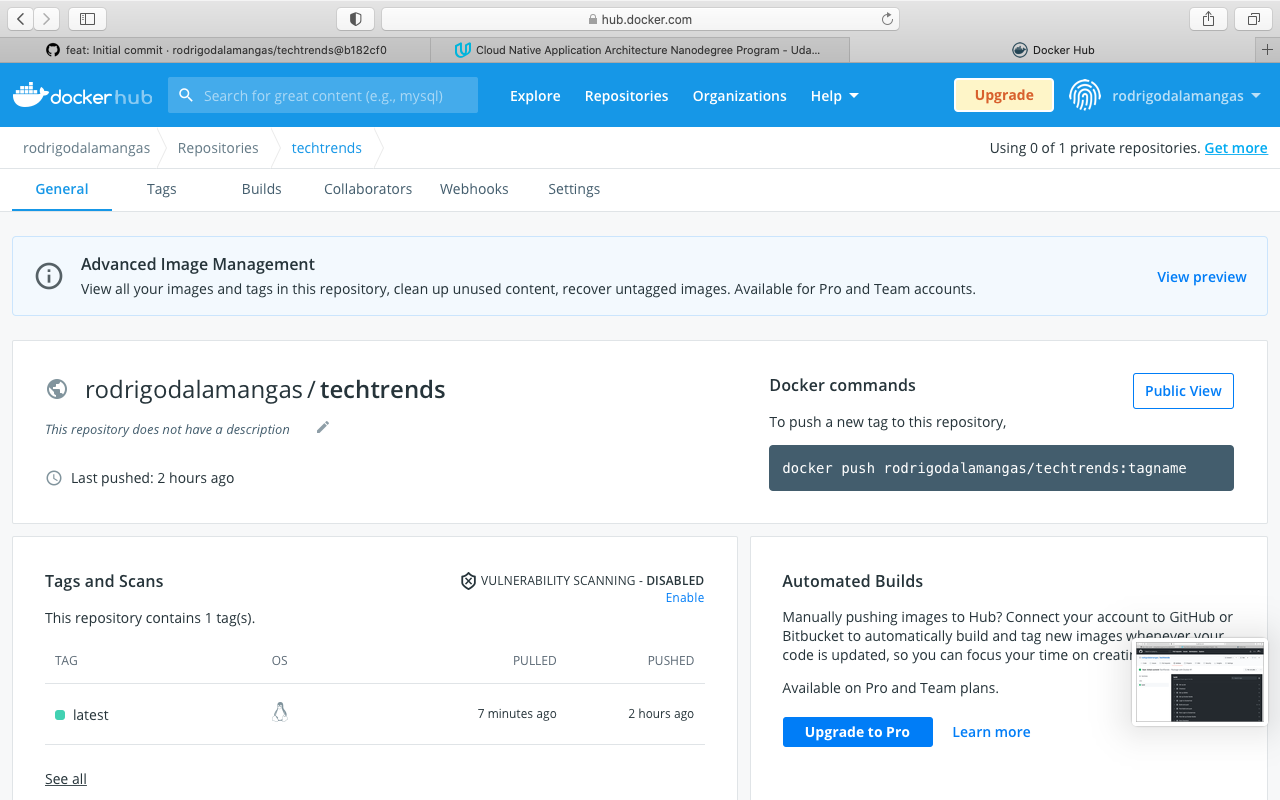 hub.docker.com
feat: Initial commit · rodrigodalamangas/techtrends@b182cf0
Cloud Native Application Architecture Nanodegree Program - Uda...
Docker Hub
docker hub
Search for great content (e.g., mysql)
Explore
Repositories
Organizations
Help
Upgrade
rodrigodalamangas
rodrigodalamangas
Repositories
techtrends
Using 0 of 1 private repositories. Get more
General
Tags
Builds
Collaborators
Webhooks
Settings
Advanced Image Management
View all your images and tags in this repository, clean up unused content, recover untagged images. Available for Pro and Team accounts.
View preview
rodrigodalamangas / techtrends
This repository does not have a description
Last pushed: 2 hours ago
Docker commands
Public View
To push a new tag to this repository,
docker push rodrigodalamangas/techtrends:tagname
Tags and Scans
VULNERABILITY SCANNING - DISABLED
Enable
This repository contains 1 tag(s).
TAG
OS
PULLED
PUSHED
latest
7 minutes ago
2 hours ago
See all
Automated Builds
Manually pushing images to Hub? Connect your account to GitHub or
Bitbucket to automatically build and tag new images whenever your
code is updated, so you can focus your time on creatin
Available on Pro and Team plans.
Upgrade to Pro
Learn more